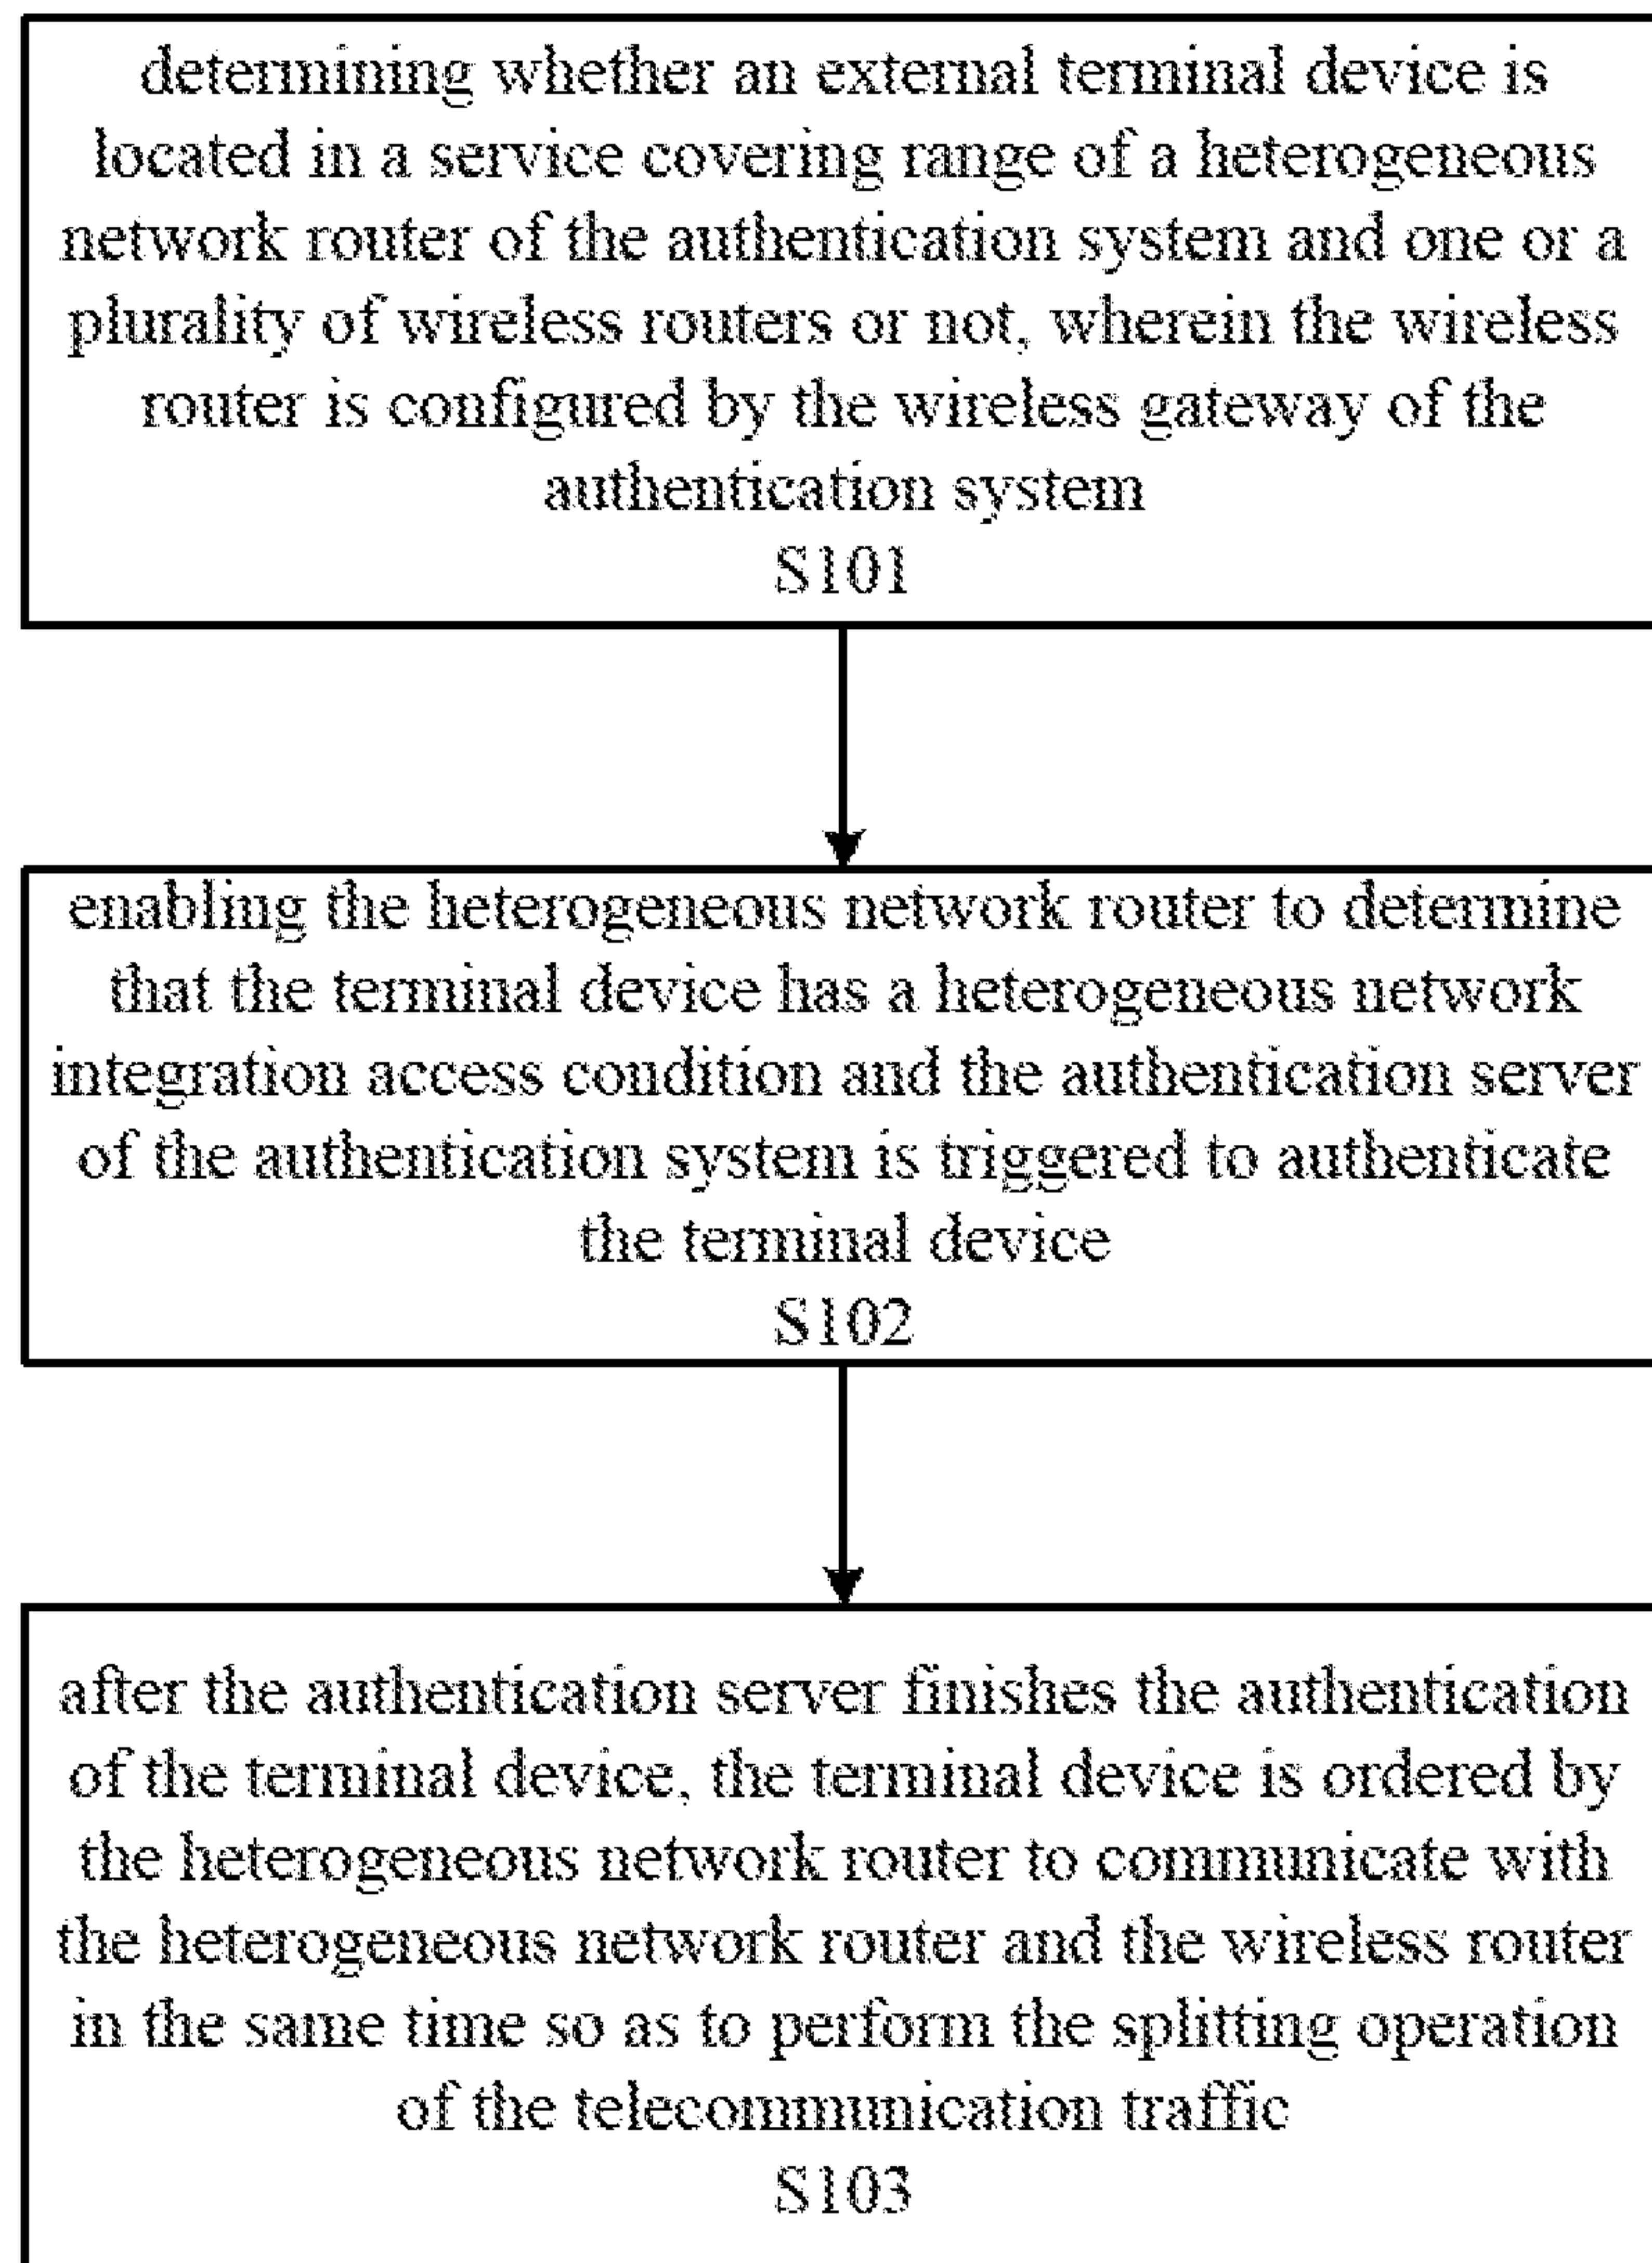 determining whether an external terminal device is
located in a service covering range of a heterogeneous
network router of the authentication system and one or a
plurality of wireless routers or not, wherein the wireless
router is configured by the wireless gateway of the
authentication system
S101
enabling the heterogeneous network router to determine
that the terminal device has a heterogeneous network
integration access condition and the authentication server
of the authentication system is triggered to authenticate
the terminal device
S102
after the authentication server finishes the authentication
of the terminal device, the terminal device is ordered by
the heterogeneous network router to communicate with
the heterogeneous network router and the wireless router
in the same time so as to perform the splitting operation
of the telecommunication traffic
S103